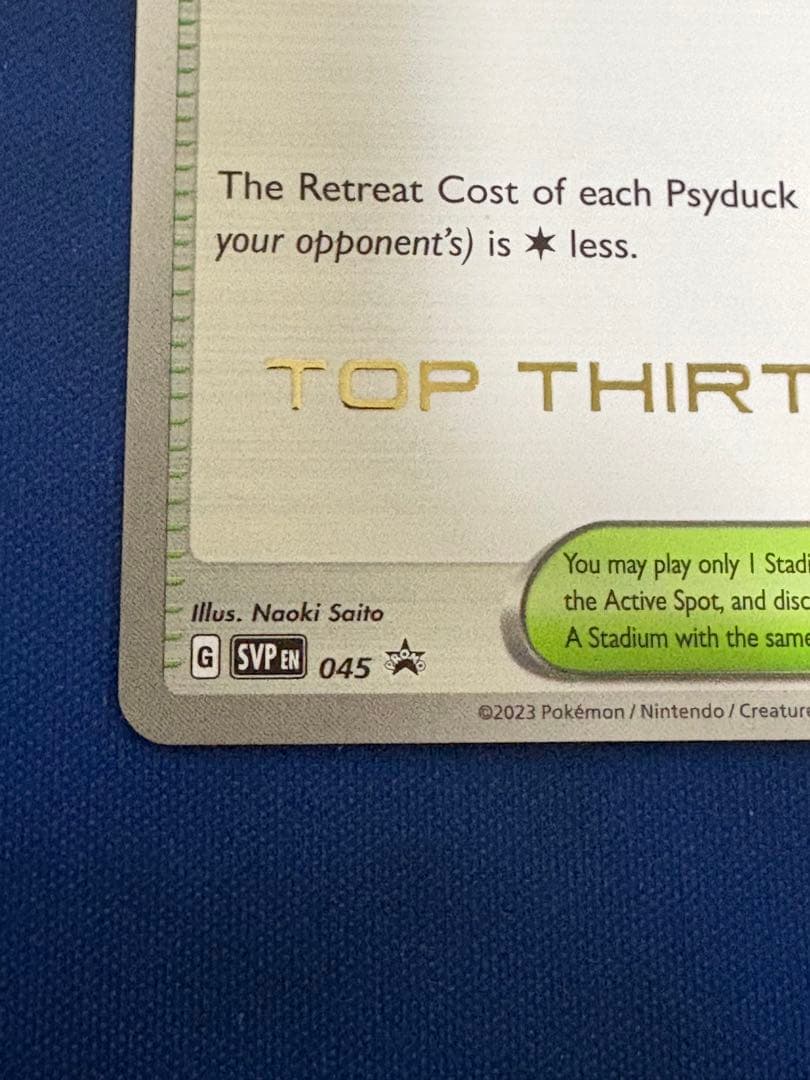 The Retreat Cost of each Psyduck
your opponent's) is ✶ less.
TOP THIRT
You may play only 1 Stadi
the Active Spot, and disc
A Stadium with the same
Illus. Naoki Saito
G SVP EN 045 PROMO
©2023 Pokémon / Nintendo / Creature